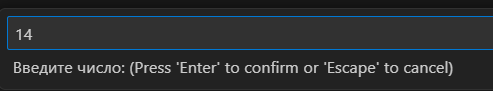 14
Введите число: (Press 'Enter' to confirm or 'Escape' to cancel)